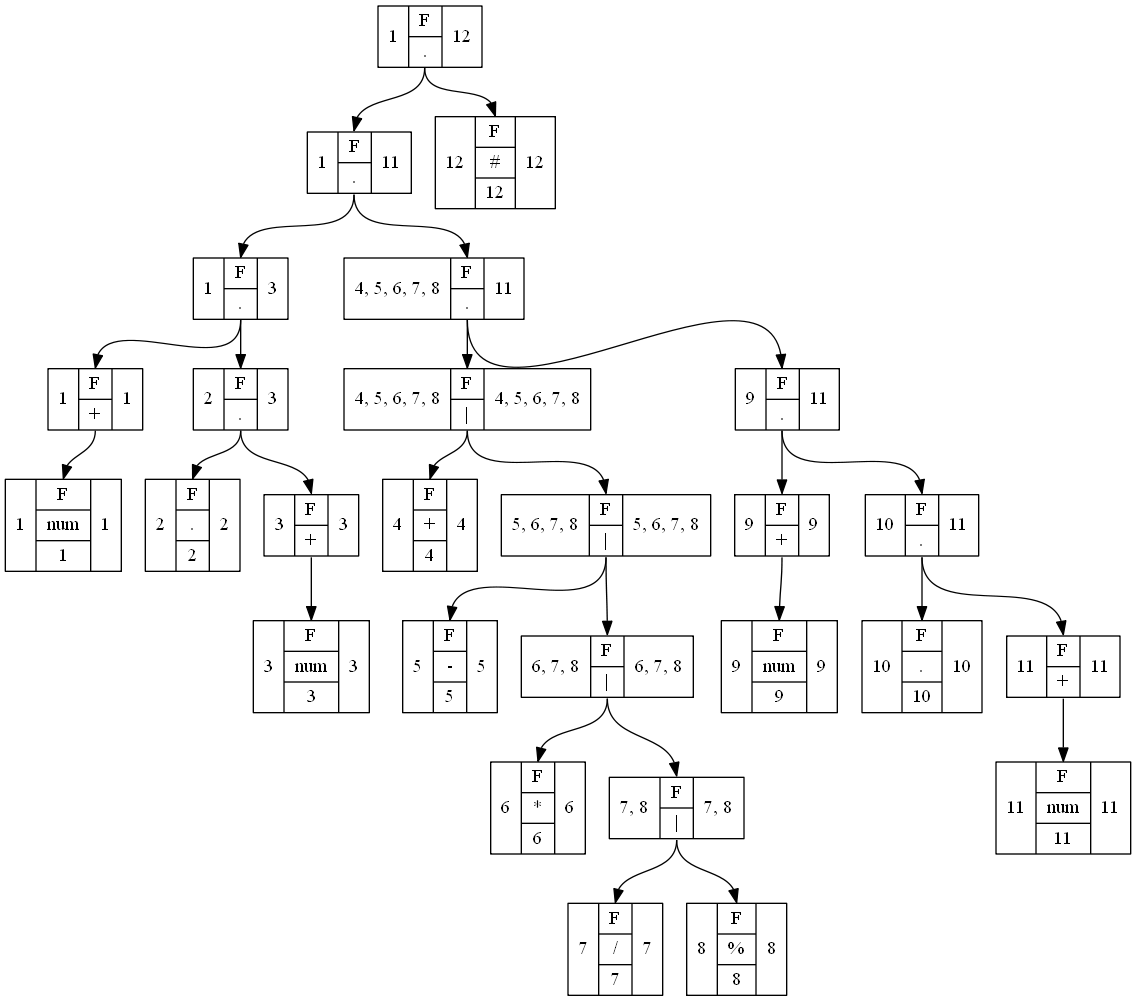 1 F . 12
1 F . 11
12 F # 12 12
1 F . 3
4, 5, 6, 7, 8 F . 11
1 F + 1
2 F . 3
4, 5, 6, 7, 8 F | 4, 5, 6, 7, 8
9 F . 11
1 F num 1 1
2 F . 2 2
3 F + 3
4 F + 4 4
5, 6, 7, 8 F | 5, 6, 7, 8
9 F + 9
10 F . 11
3 F num 3 3
5 F - 5 5
6, 7, 8 F | 6, 7, 8
9 F num 9 9
10 F . 10 10
11 F + 11
6 F * 6 6
7, 8 F | 7, 8
11 F num 11 11
7 F / 7 7
8 F % 8 8